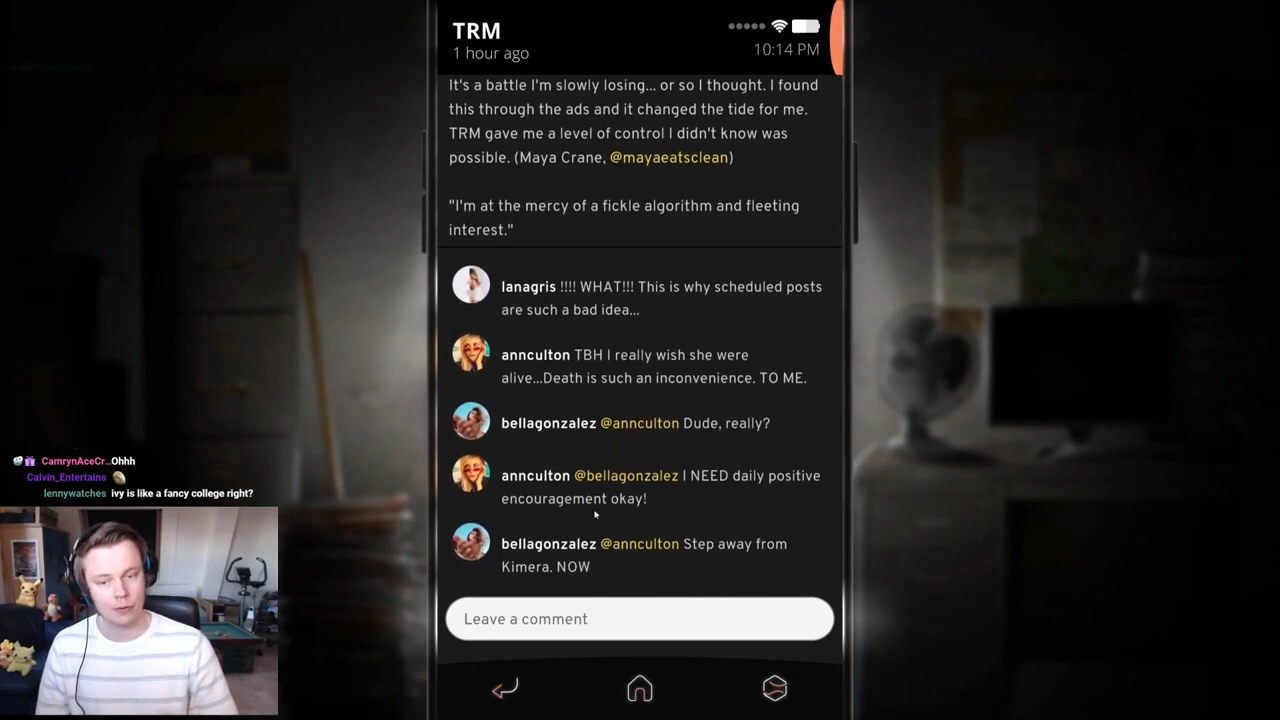 TRM
1 hour ago
10:14 PM
It's a battle I'm slowly losing... or so I thought. I found
this through the ads and it changed the tide for me.
TRM gave me a level of control I didn't know was
possible. (Maya Crane, @mayaeatsclean)
"I'm at the mercy of a fickle algorithm and fleeting
interest."
lanagris !!!! WHAT!!! This is why scheduled posts
are such a bad idea...
annculton TBH I really wish she were
alive...Death is such an inconvenience. TO ME.
bellagonzalez @annculton Dude, really?
annculton @bellagonzalez I NEED daily positive
encouragement okay!
bellagonzalez @annculton Step away from
Kimera. NOW
Leave a comment
CamrynAceCr...Ohhh
Calvin_Entertains
lennywatches ivy is like a fancy college right?